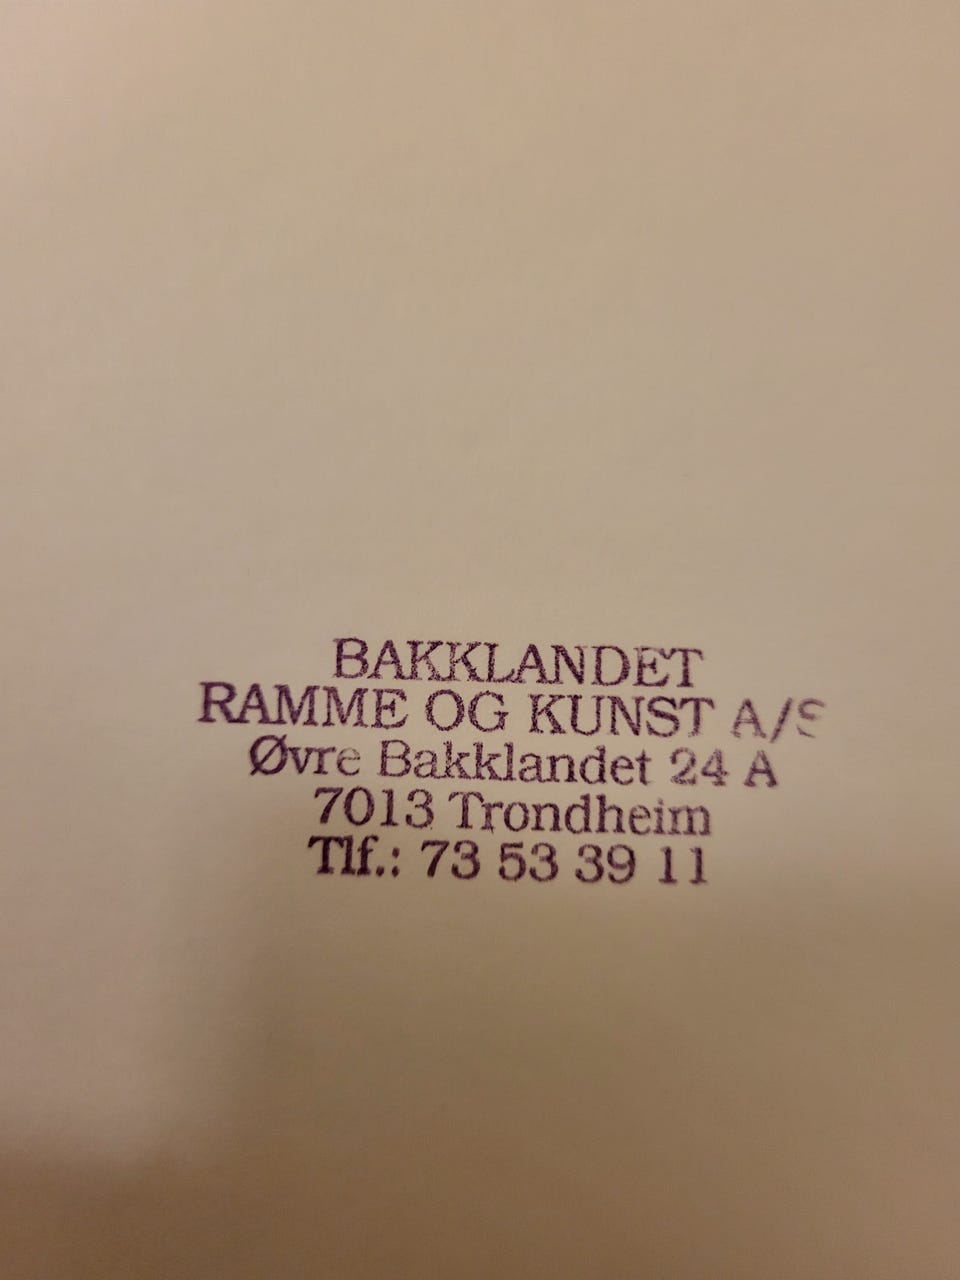 BAKKLANDET
RAMME OG KUNST A/S
Øvre Bakklandet 24 A
7013 Trondheim
Tlf.: 73 53 39 11